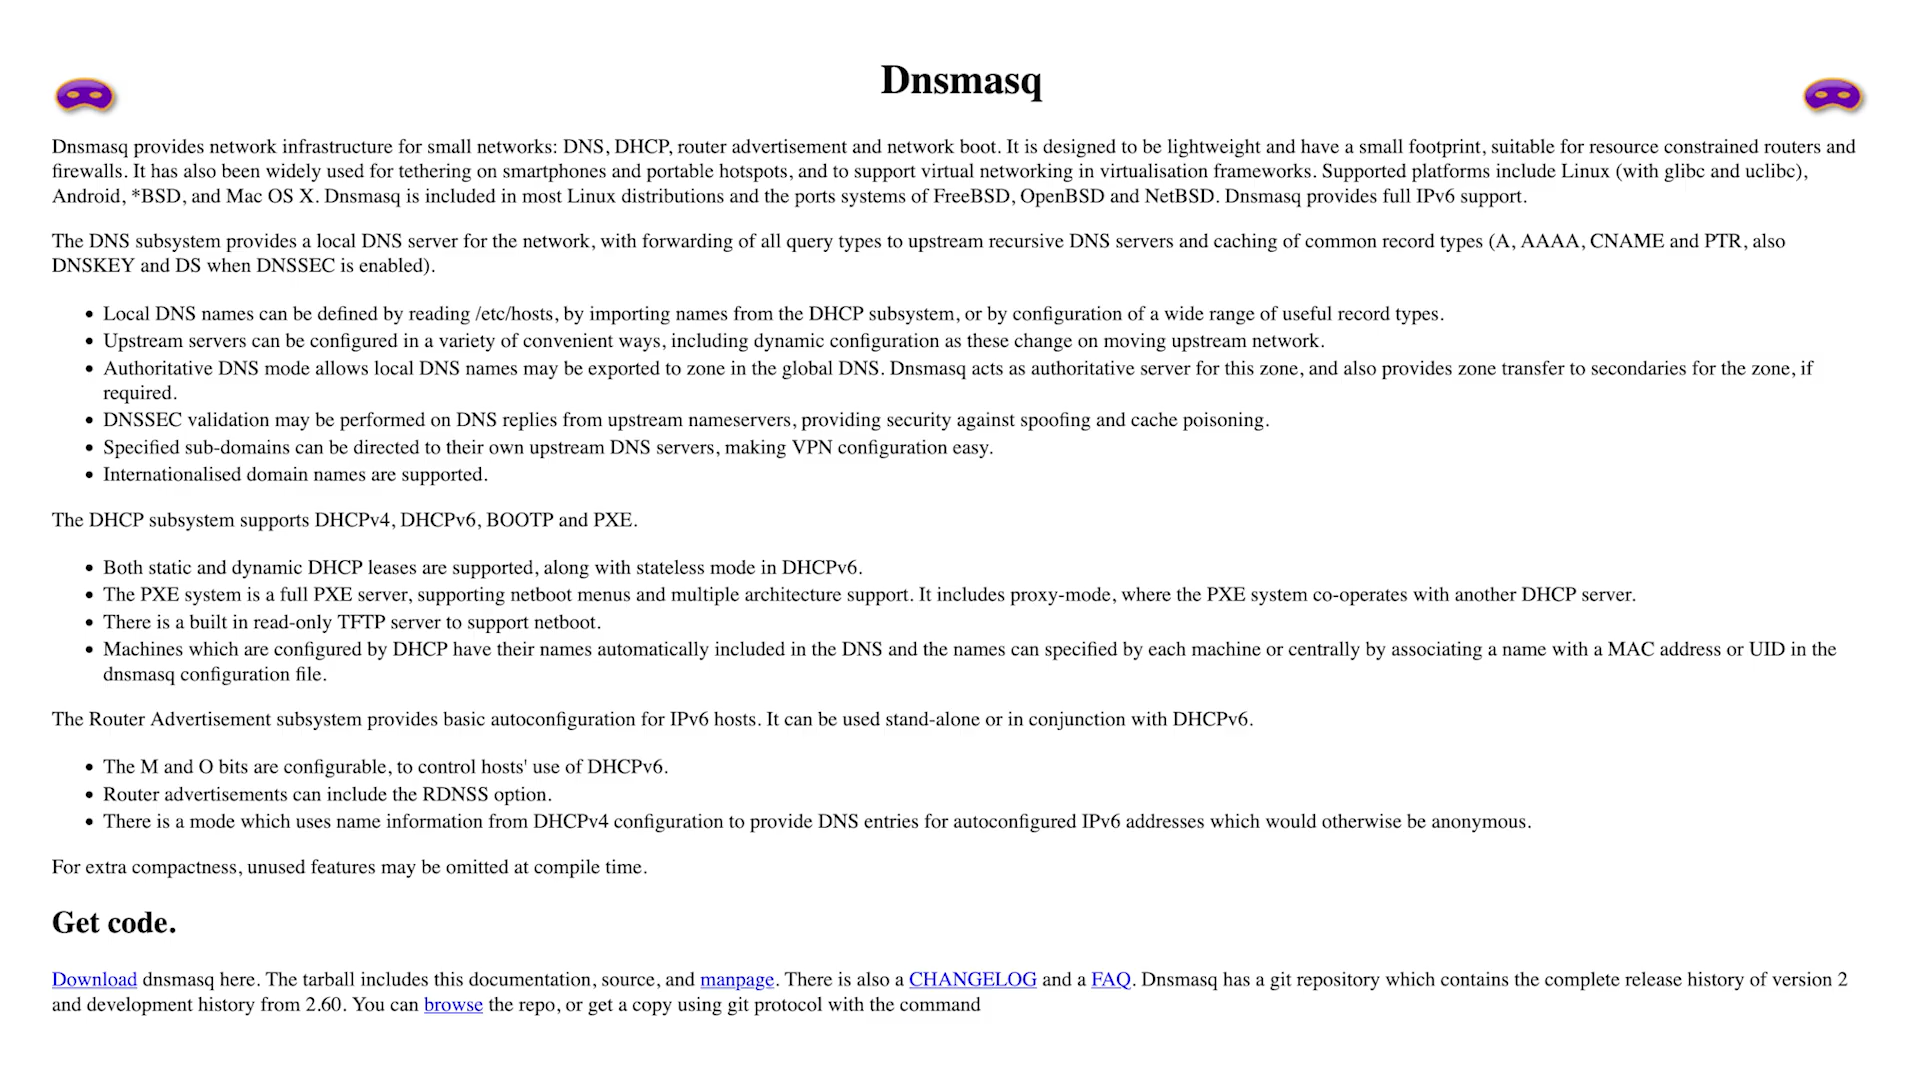 Dnsmasq
Dnsmasq provides network infrastructure for small networks: DNS, DHCP, router advertisement and network boot. It is designed to be lightweight and have a small footprint, suitable for resource constrained routers and
firewalls. It has also been widely used for tethering on smartphones and portable hotspots, and to support virtual networking in virtualisation frameworks. Supported platforms include Linux (with glibc and uclibc),
Android, *BSD, and Mac OS X. Dnsmasq is included in most Linux distributions and the ports systems of FreeBSD, OpenBSD and NetBSD. Dnsmasq provides full IPv6 support.
The DNS subsystem provides a local DNS server for the network, with forwarding of all query types to upstream recursive DNS servers and caching of common record types (A, AAAA, CNAME and PTR, also
DNSKEY and DS when DNSSEC is enabled).
• Local DNS names can be defined by reading /etc/hosts, by importing names from the DHCP subsystem, or by configuration of a wide range of useful record types.
• Upstream servers can be configured in a variety of convenient ways, including dynamic configuration as these change on moving upstream network.
• Authoritative DNS mode allows local DNS names may be exported to zone in the global DNS. Dnsmasq acts as authoritative server for this zone, and also provides zone transfer to secondaries for the zone, if
required.
• DNSSEC validation may be performed on DNS replies from upstream nameservers, providing security against spoofing and cache poisoning.
• Specified sub-domains can be directed to their own upstream DNS servers, making VPN configuration easy.
• Internationalised domain names are supported.
The DHCP subsystem supports DHCPv4, DHCPv6, BOOTP and PXE.
• Both static and dynamic DHCP leases are supported, along with stateless mode in DHCPv6.
• The PXE system is a full PXE server, supporting netboot menus and multiple architecture support. It includes proxy-mode, where the PXE system co-operates with another DHCP server.
• There is a built in read-only TFTP server to support netboot.
• Machines which are configured by DHCP have their names automatically included in the DNS and the names can specified by each machine or centrally by associating a name with a MAC address or UID in the
dnsmasq configuration file.
The Router Advertisement subsystem provides basic autoconfiguration for IPv6 hosts. It can be used stand-alone or in conjunction with DHCPv6.
• The M and O bits are configurable, to control hosts' use of DHCPv6.
• Router advertisements can include the RDNSS option.
• There is a mode which uses name information from DHCPv4 configuration to provide DNS entries for autoconfigured IPv6 addresses which would otherwise be anonymous.
For extra compactness, unused features may be omitted at compile time.
Get code.
Download dnsmasq here. The tarball includes this documentation, source, and manpage. There is also a CHANGELOG and a FAQ. Dnsmasq has a git repository which contains the complete release history of version 2
and development history from 2.60. You can browse the repo, or get a copy using git protocol with the command